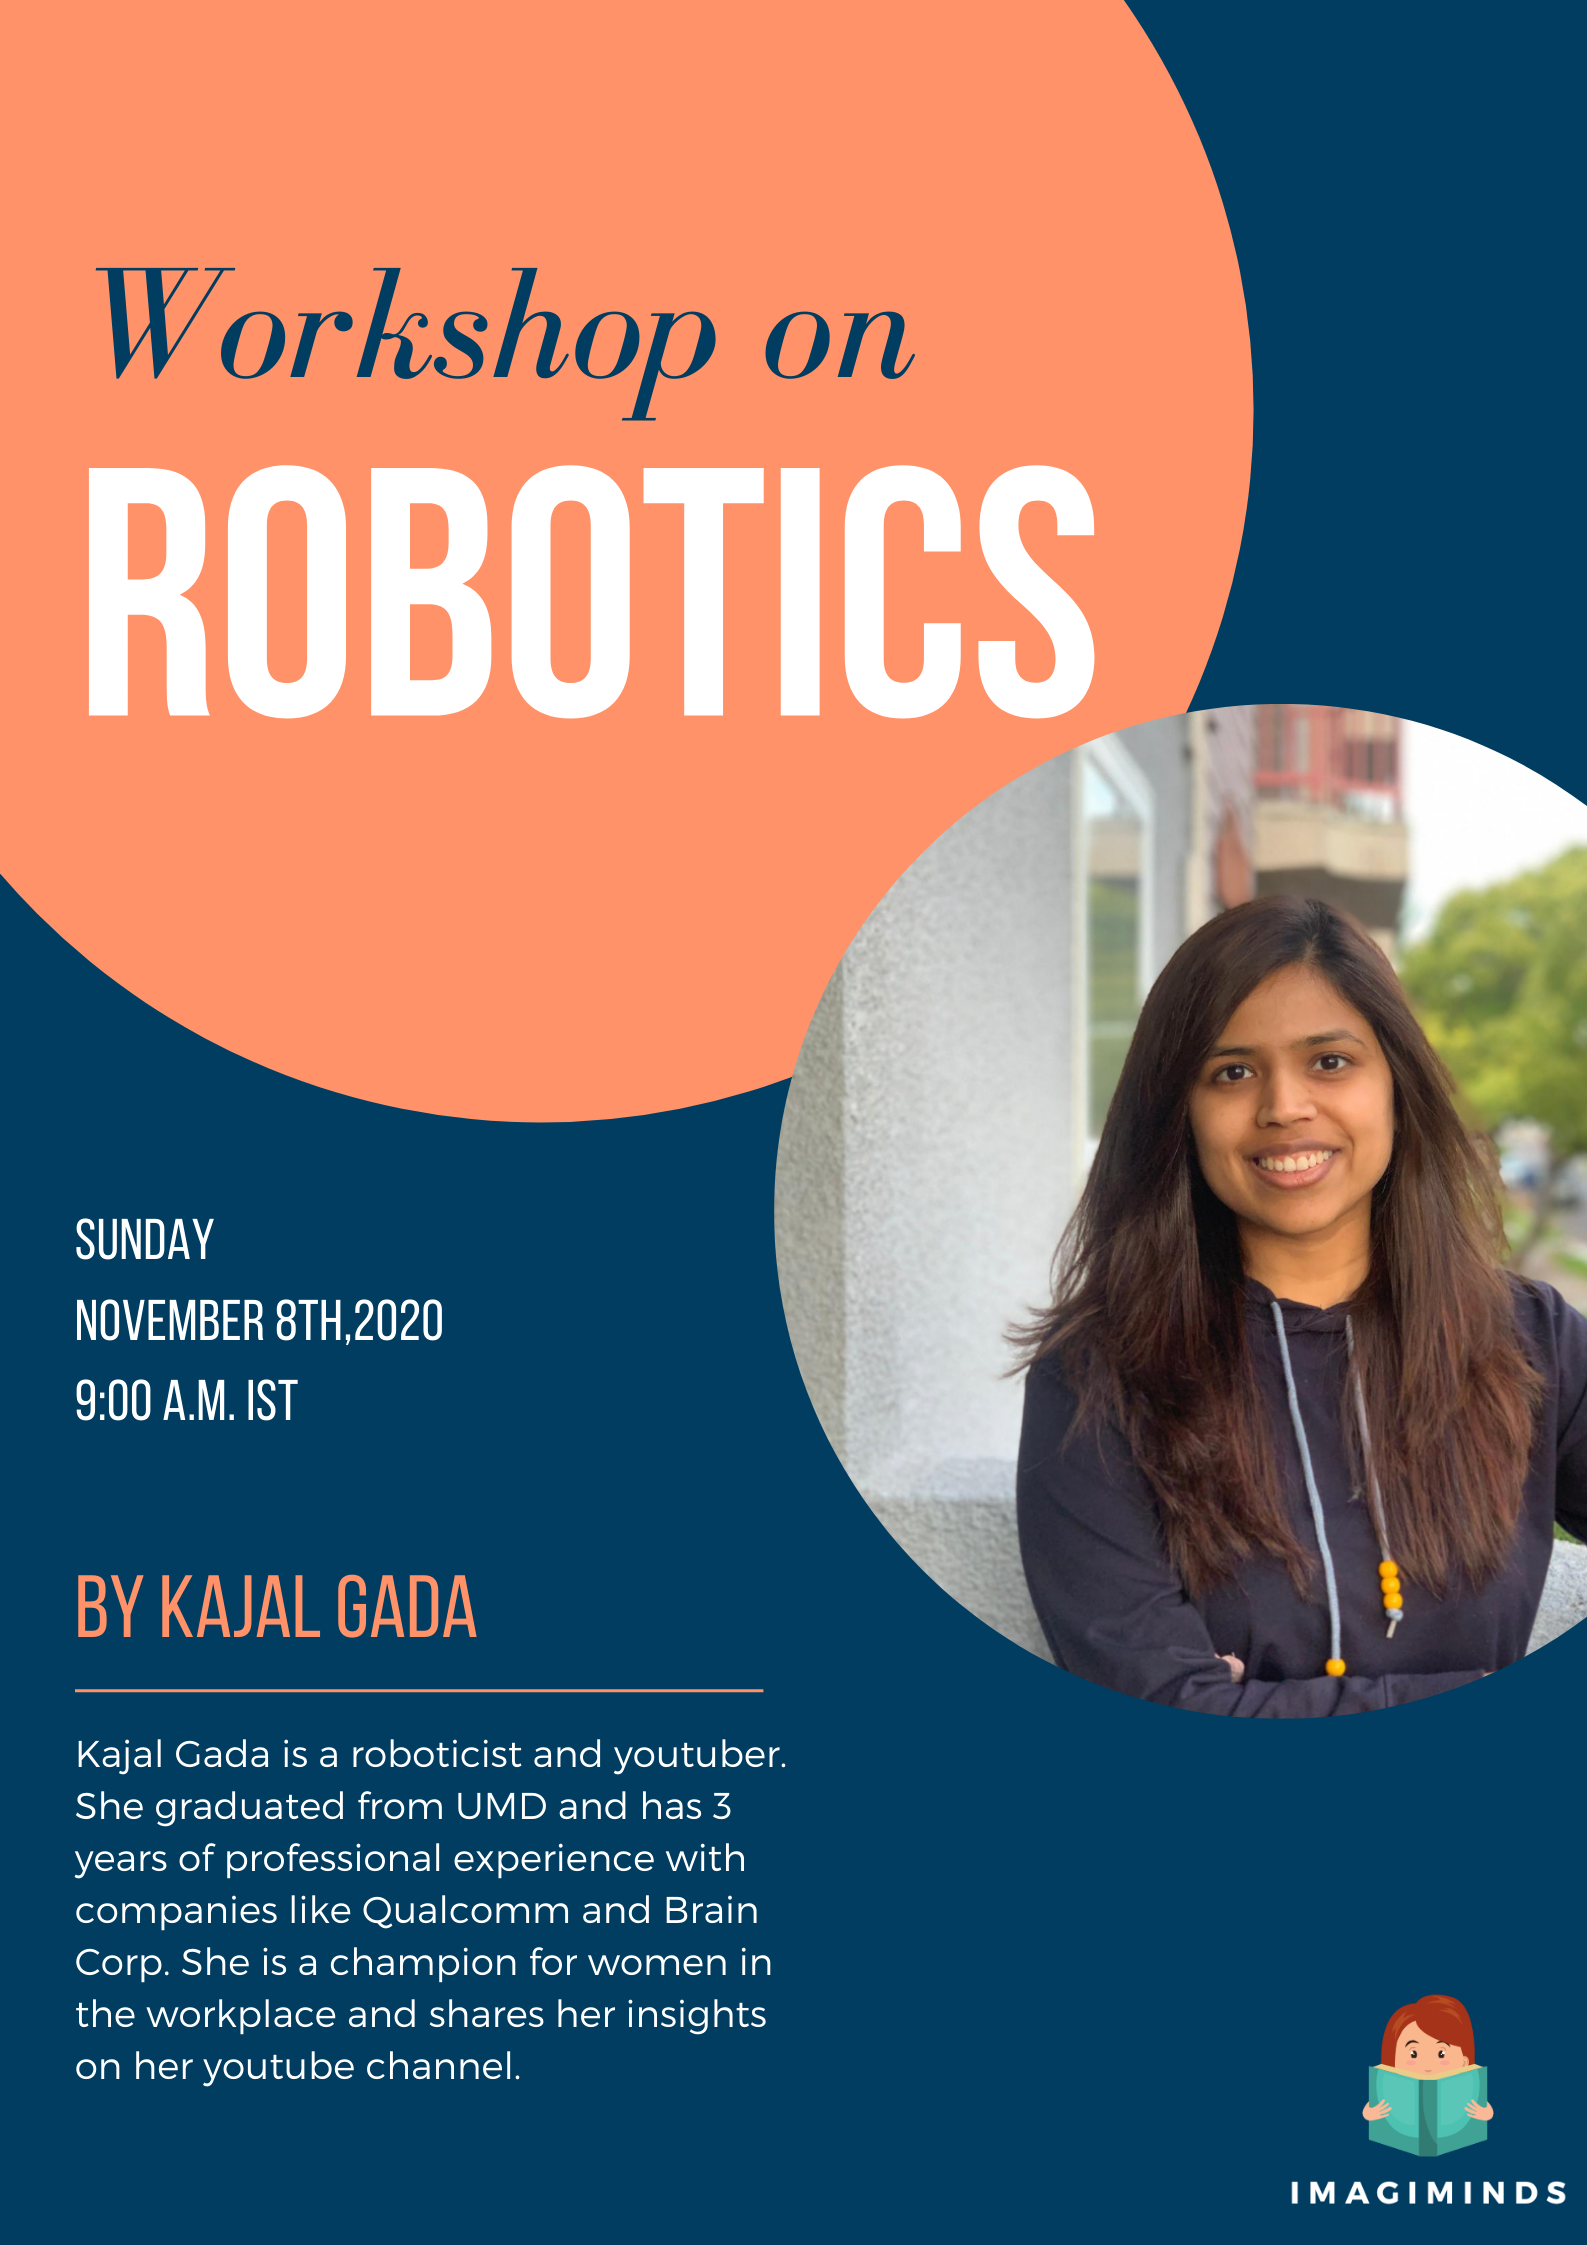 Workshop on
ROBOTICS
SUNDAY
NOVEMBER 8TH,2020
9:00 A.M. IST
BY KAJAL GADA
Kajal Gada is a roboticist and youtuber.
She graduated from UMD and has 3
years of professional experience with
companies like Qualcomm and Brain
Corp. She is a champion for women in
the workplace and shares her insights
on her youtube channel.
IMAGIMINDS